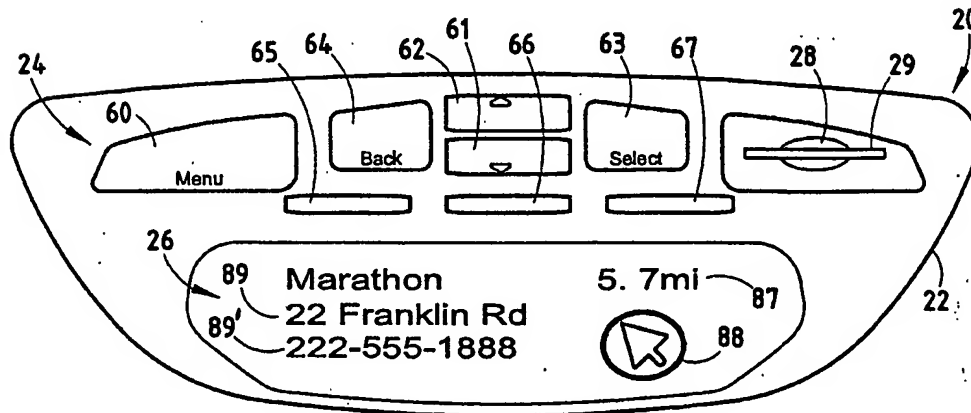 65 64 62 61 66 63 67 28 29 20
24 60
Menu Back Select
26 89 Marathon 5. 7mi 87 22
22 Franklin Rd
89' 222-555-1888 88